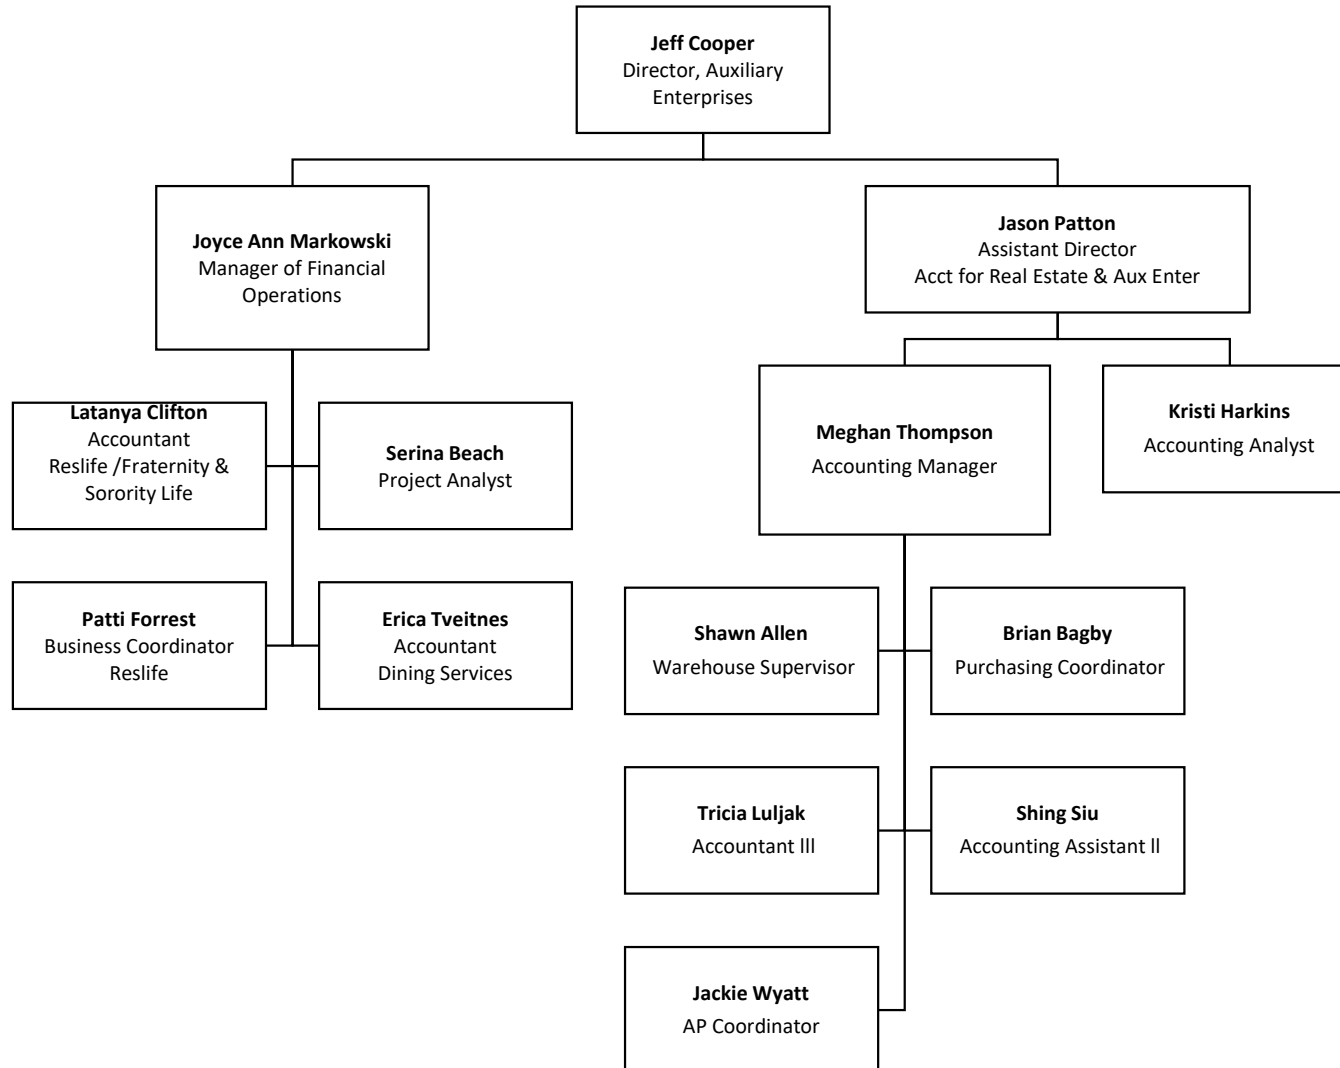 Jeff Cooper
Director, Auxiliary
Enterprises
Joyce Ann Markowski
Manager of Financial
Operations
Jason Patton
Assistant Director
Acct for Real Estate & Aux Enter
Latanya Clifton
Accountant
Reslife /Fraternity &
Sorority Life
Serina Beach
Project Analyst
Meghan Thompson
Accounting Manager
Kristi Harkins
Accounting Analyst
Patti Forrest
Business Coordinator
Reslife
Erica Tveitnes
Accountant
Dining Services
Shawn Allen
Warehouse Supervisor
Brian Bagby
Purchasing Coordinator
Tricia Luljak
Accountant lll
Shing Siu
Accounting Assistant ll
Jackie Wyatt
AP Coordinator